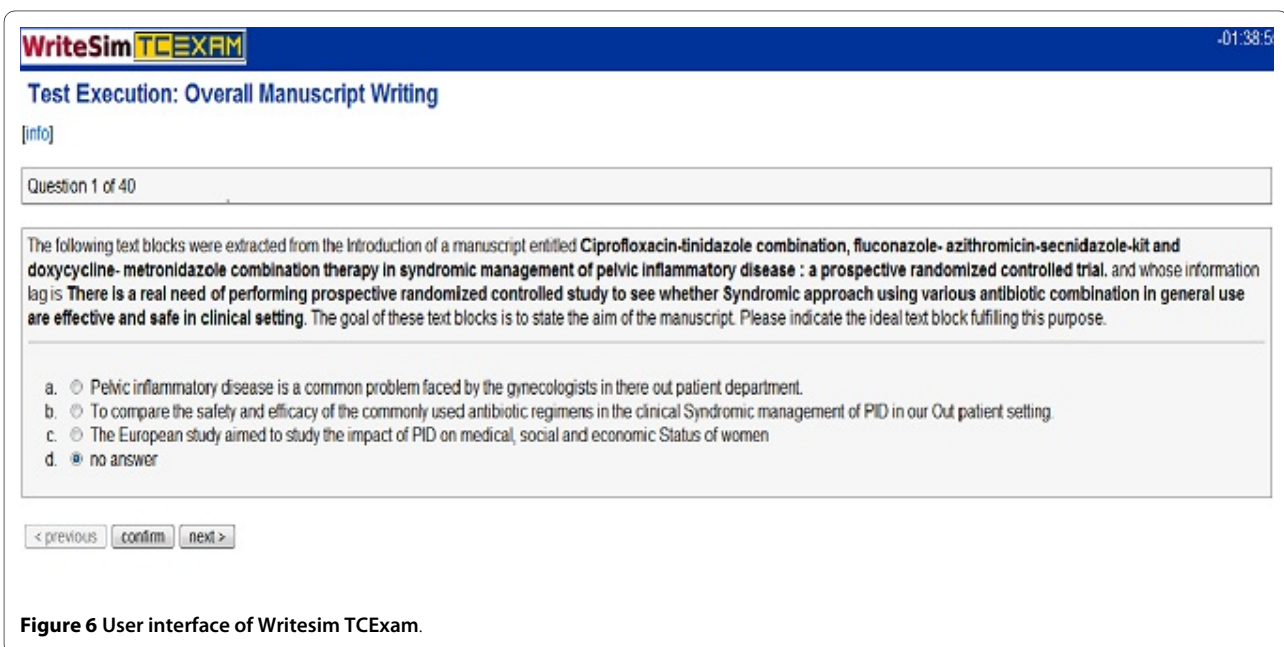 WriteSim TCEXAM
-01:38:5
Test Execution: Overall Manuscript Writing
[info]
Question 1 of 40
The following text blocks were extracted from the Introduction of a manuscript entitled Ciprofloxacin-tinidazole combination, fluconazole- azithromicin-secnidazole-kit and
doxycycline- metronidazole combination therapy in syndromic management of pelvic inflammatory disease : a prospective randomized controlled trial. and whose information
lag is There is a real need of performing prospective randomized controlled study to see whether Syndromic approach using various antibiotic combination in general use
are effective and safe in clinical setting. The goal of these text blocks is to state the aim of the manuscript. Please indicate the ideal text block fulfilling this purpose.
a. Pelvic inflammatory disease is a common problem faced by the gynecologists in there out patient department.
b. To compare the safety and efficacy of the commonly used antibiotic regimens in the clinical Syndromic management of PID in our Out patient setting.
c. The European study aimed to study the impact of PID on medical, social and economic Status of women
d. no answer
< previous confirm next >
Figure 6 User interface of Writesim TCExam.